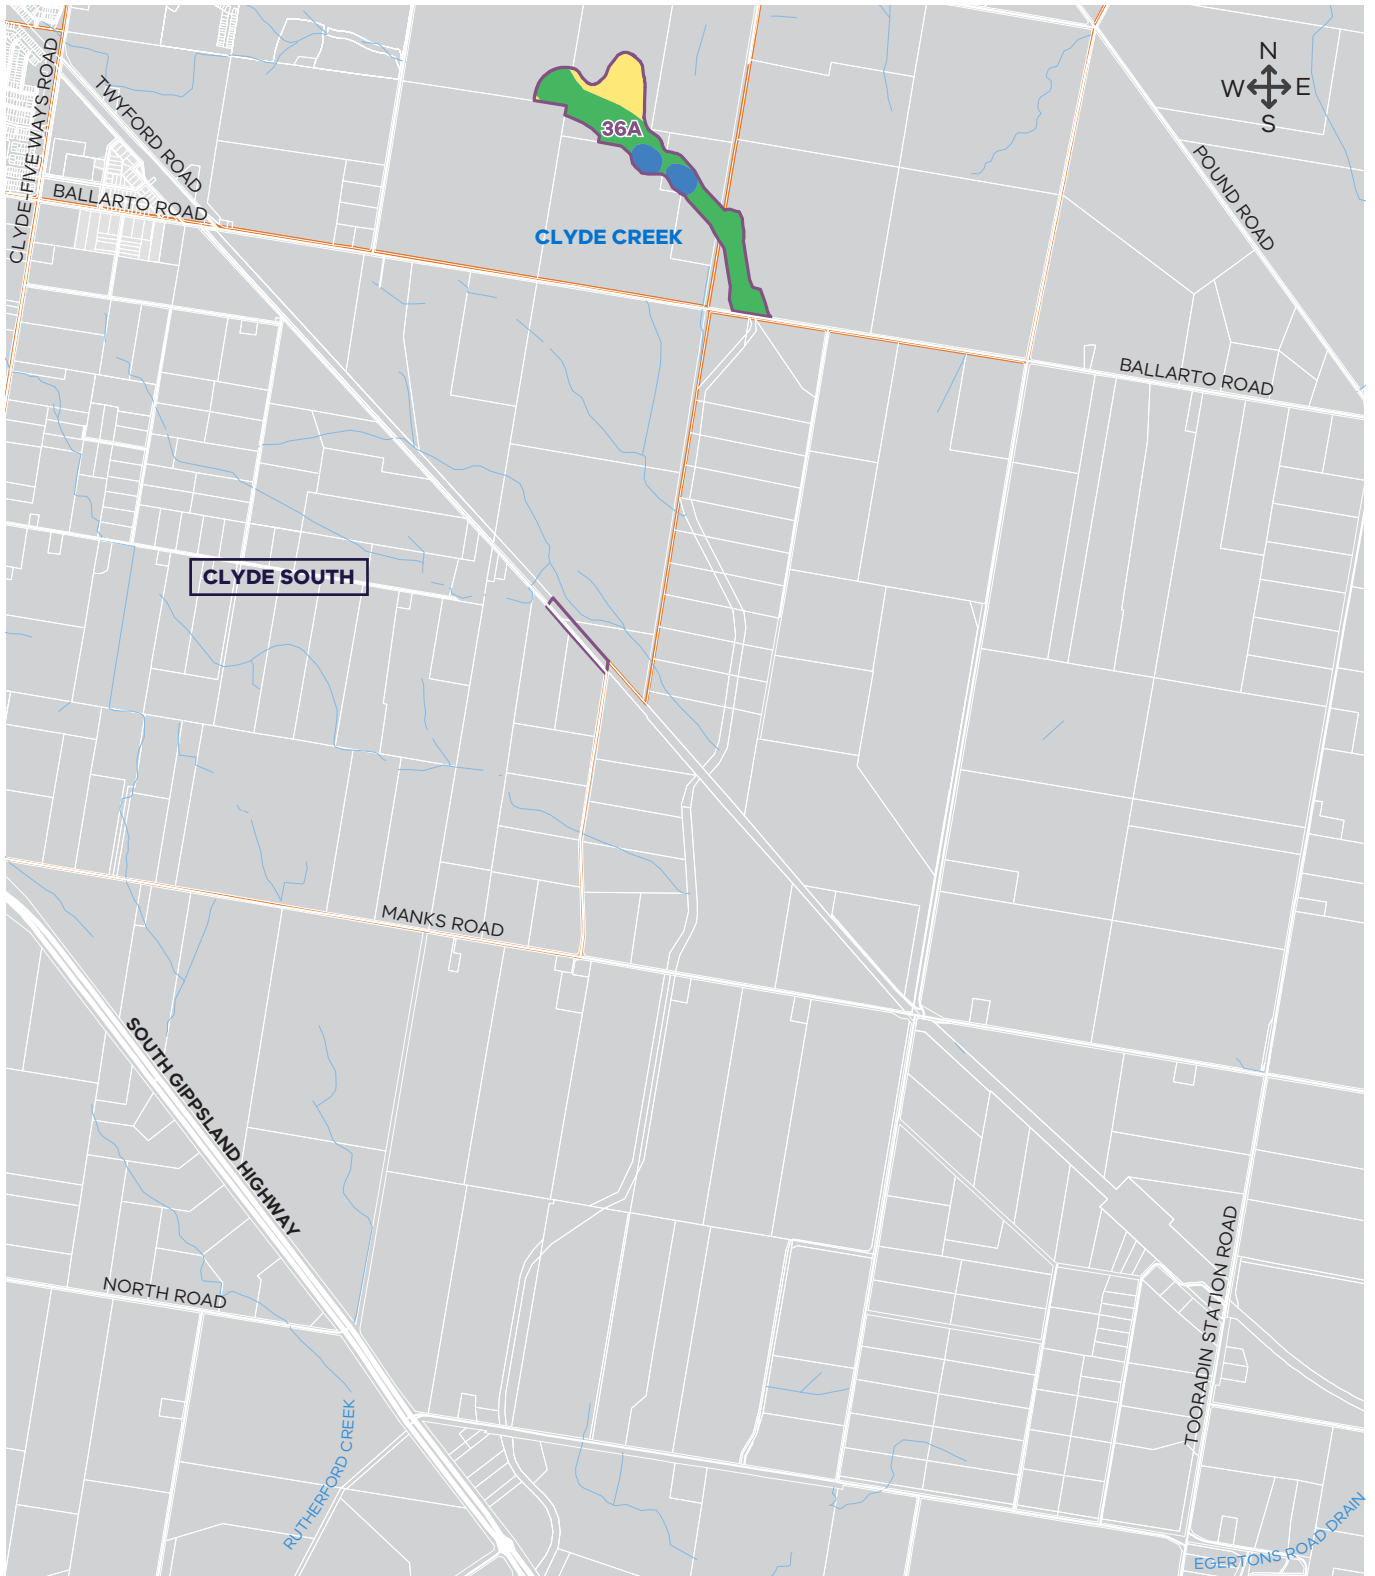 N
W E
S
CLYDE-FIVE WAYS ROAD
TWYFORD ROAD
BALLARTO ROAD
36A
POUND ROAD
CLYDE CREEK
BALLARTO ROAD
CLYDE SOUTH
MANKS ROAD
SOUTH GIPPSLAND HIGHWAY
NORTH ROAD
TOORADIN STATION ROAD
RUTHERFORD CREEK
EGERTONS ROAD DRAIN